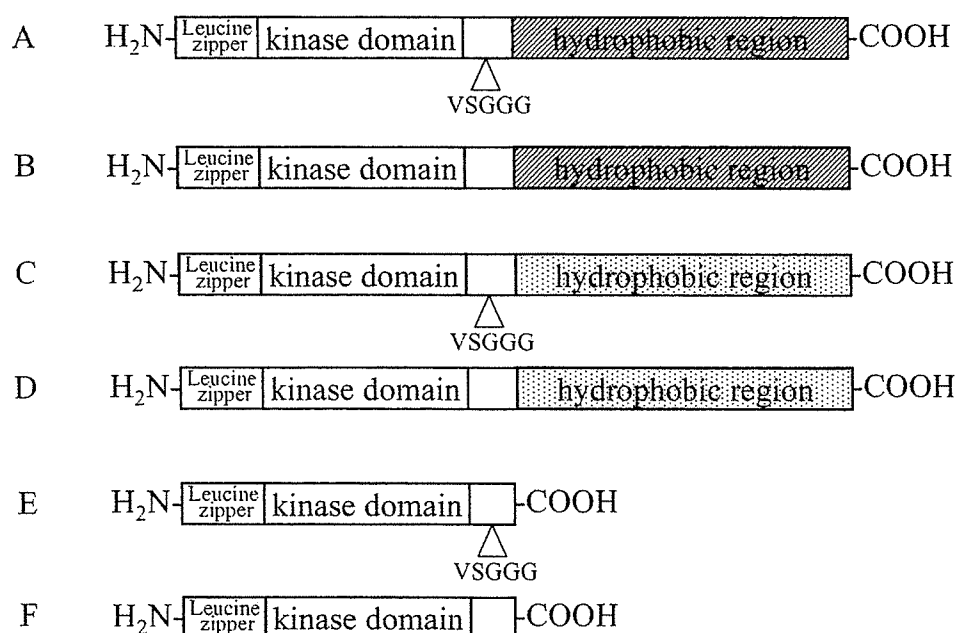 A H₂N- Leucine zipper kinase domain hydrophobic region -COOH
VSGGG
B H₂N- Leucine zipper kinase domain hydrophobic region -COOH
C H₂N- Leucine zipper kinase domain hydrophobic region -COOH
VSGGG
D H₂N- Leucine zipper kinase domain hydrophobic region -COOH
E H₂N- Leucine zipper kinase domain -COOH
VSGGG
F H₂N- Leucine zipper kinase domain -COOH